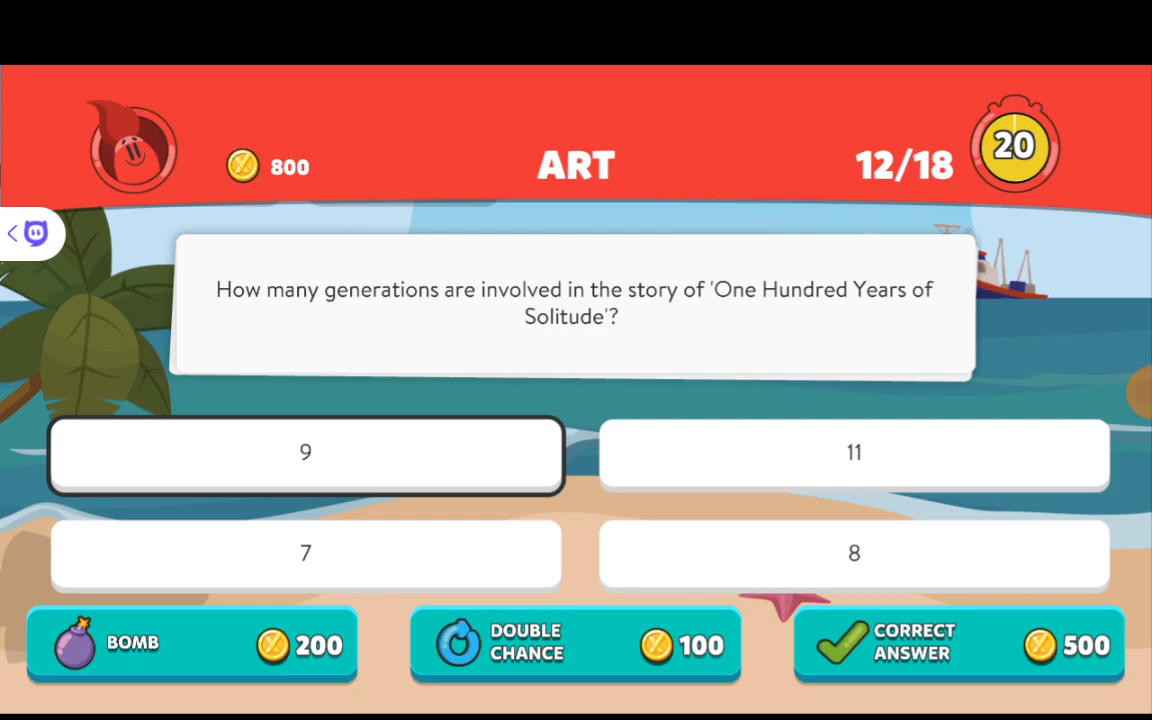 800
ART
12/18
20
How many generations are involved in the story of 'One Hundred Years of
Solitude'?
9
11
7
8
BOMB
200
DOUBLE
CHANCE
100
CORRECT
ANSWER
500